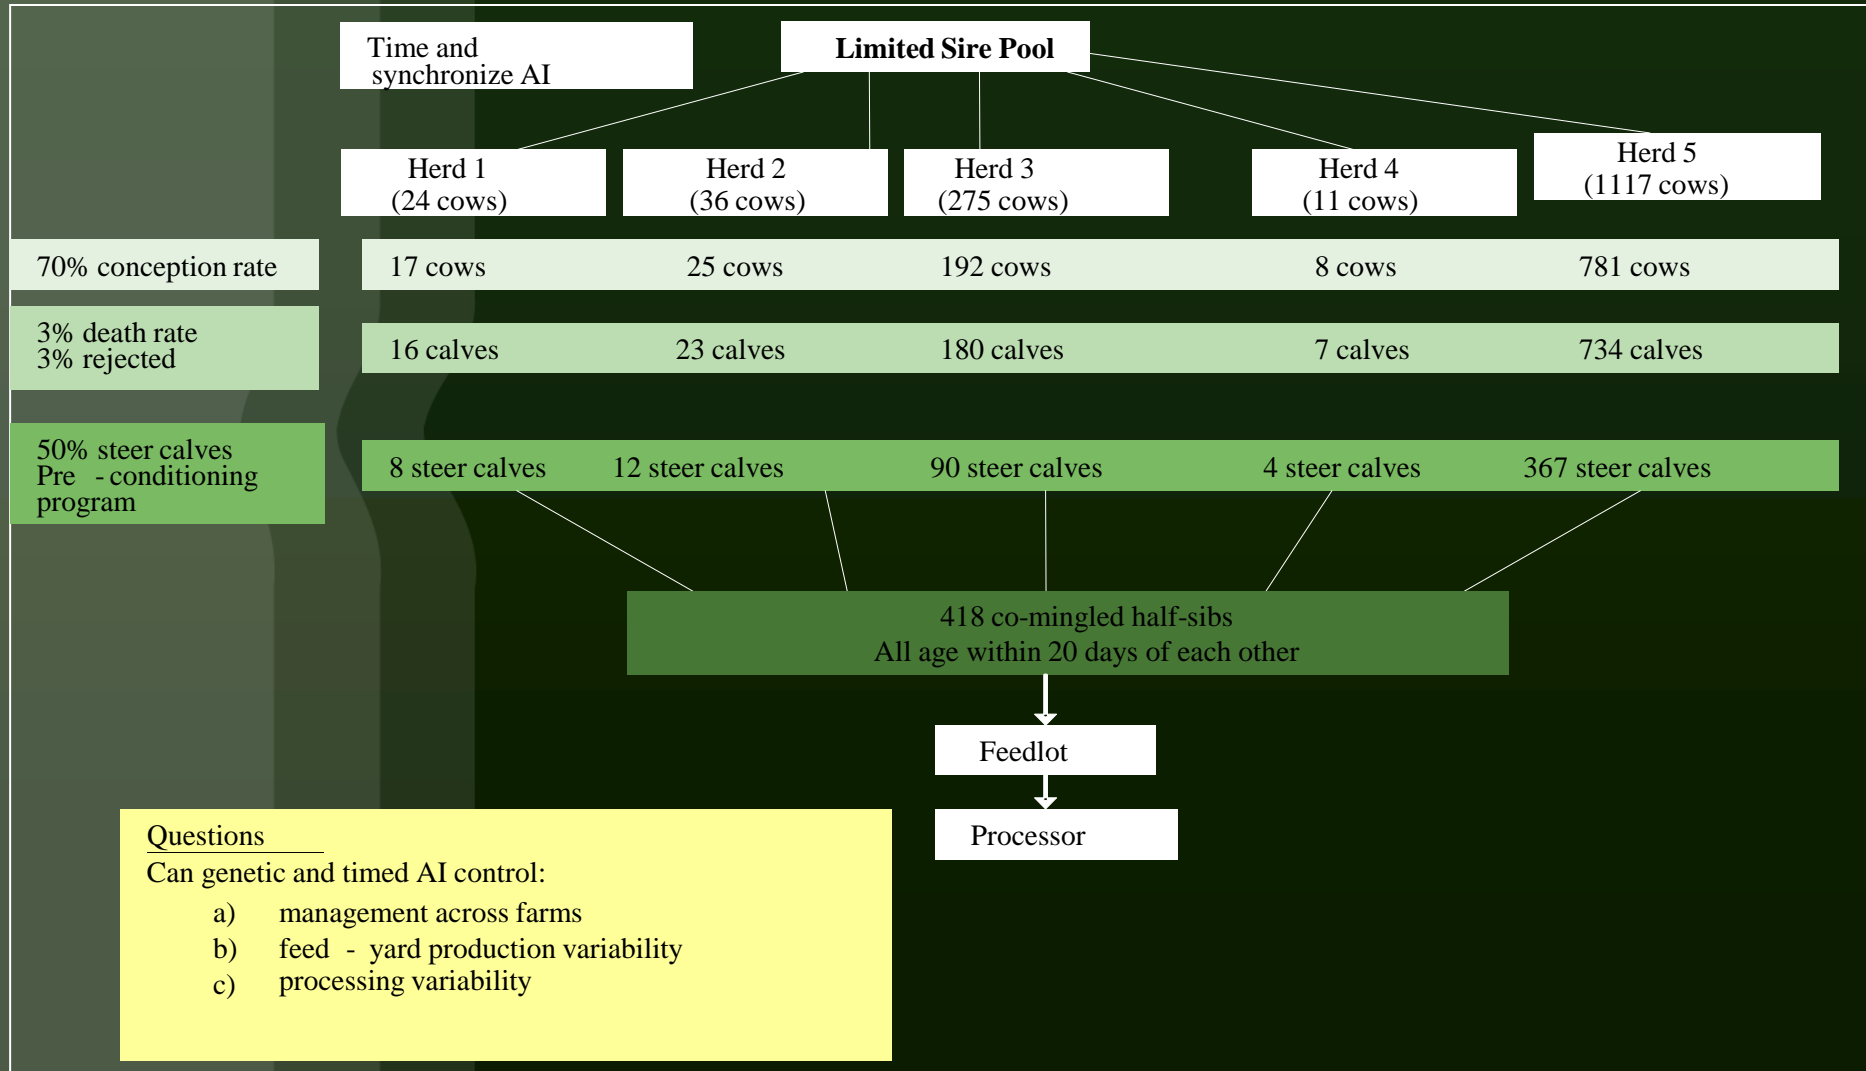 Time and
synchronize AI
Limited Sire Pool
Herd 1
(24 cows)
Herd 2
(36 cows)
Herd 3
(275 cows)
Herd 4
(11 cows)
Herd 5
(1117 cows)
70% conception rate
17 cows
25 cows
192 cows
8 cows
781 cows
3% death rate
3% rejected
16 calves
23 calves
180 calves
7 calves
734 calves
50% steer calves
Pre - conditioning
program
8 steer calves
12 steer calves
90 steer calves
4 steer calves
367 steer calves
418 co-mingled half-sibs
All age within 20 days of each other
Feedlot
Processor
Questions
Can genetic and timed AI control:
a) management across farms
b) feed - yard production variability
c) processing variability